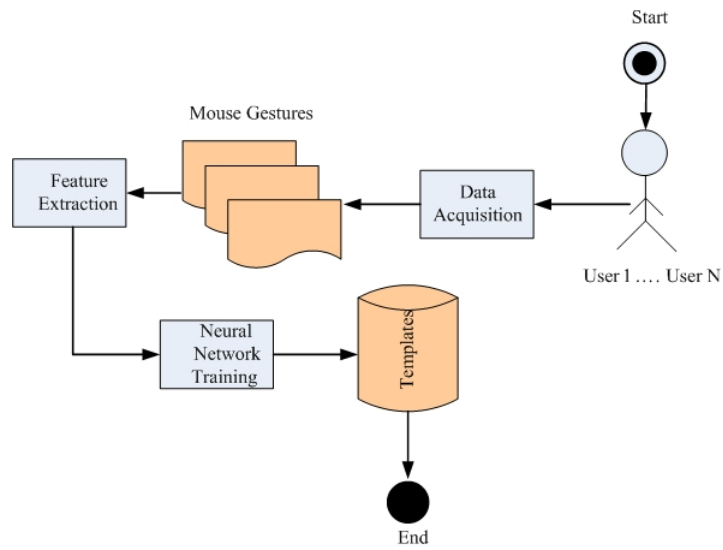 Start
Mouse Gestures
Feature
Extraction
Data
Acquisition
User 1 .... User N
Neural
Network
Training
Templates
End